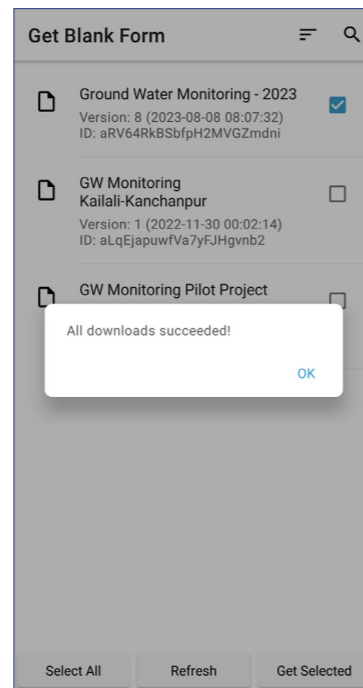 Get Blank Form
Ground Water Monitoring - 2023
Version: 8 (2023-08-08 08:07:32)
ID: aRV64RkBSbfpH2MVGZmdni
GW Monitoring
Kailali-Kanchanpur
Version: 1 (2022-11-30 00:02:14)
ID: aLqEjapuwfVa7yFJHgvnb2
GW Monitoring Pilot Project
All downloads succeeded!
OK
Select All
Refresh
Get Selected